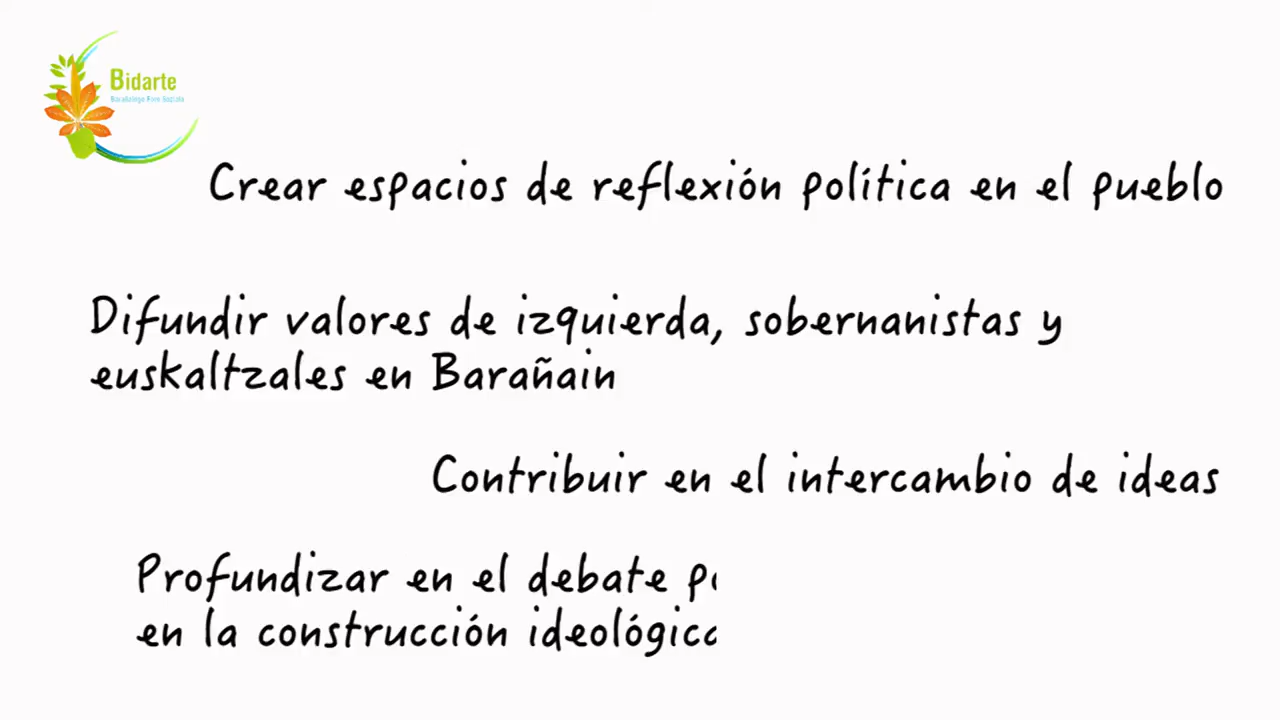 Bidarte
Crear espacios de reflexión política en el pueblo
Difundir valores de izquierda, sobernanistas y
euskaltzales en Barañain
Contribuir en el intercambio de ideas
Profundizar en el debate
en la construcción